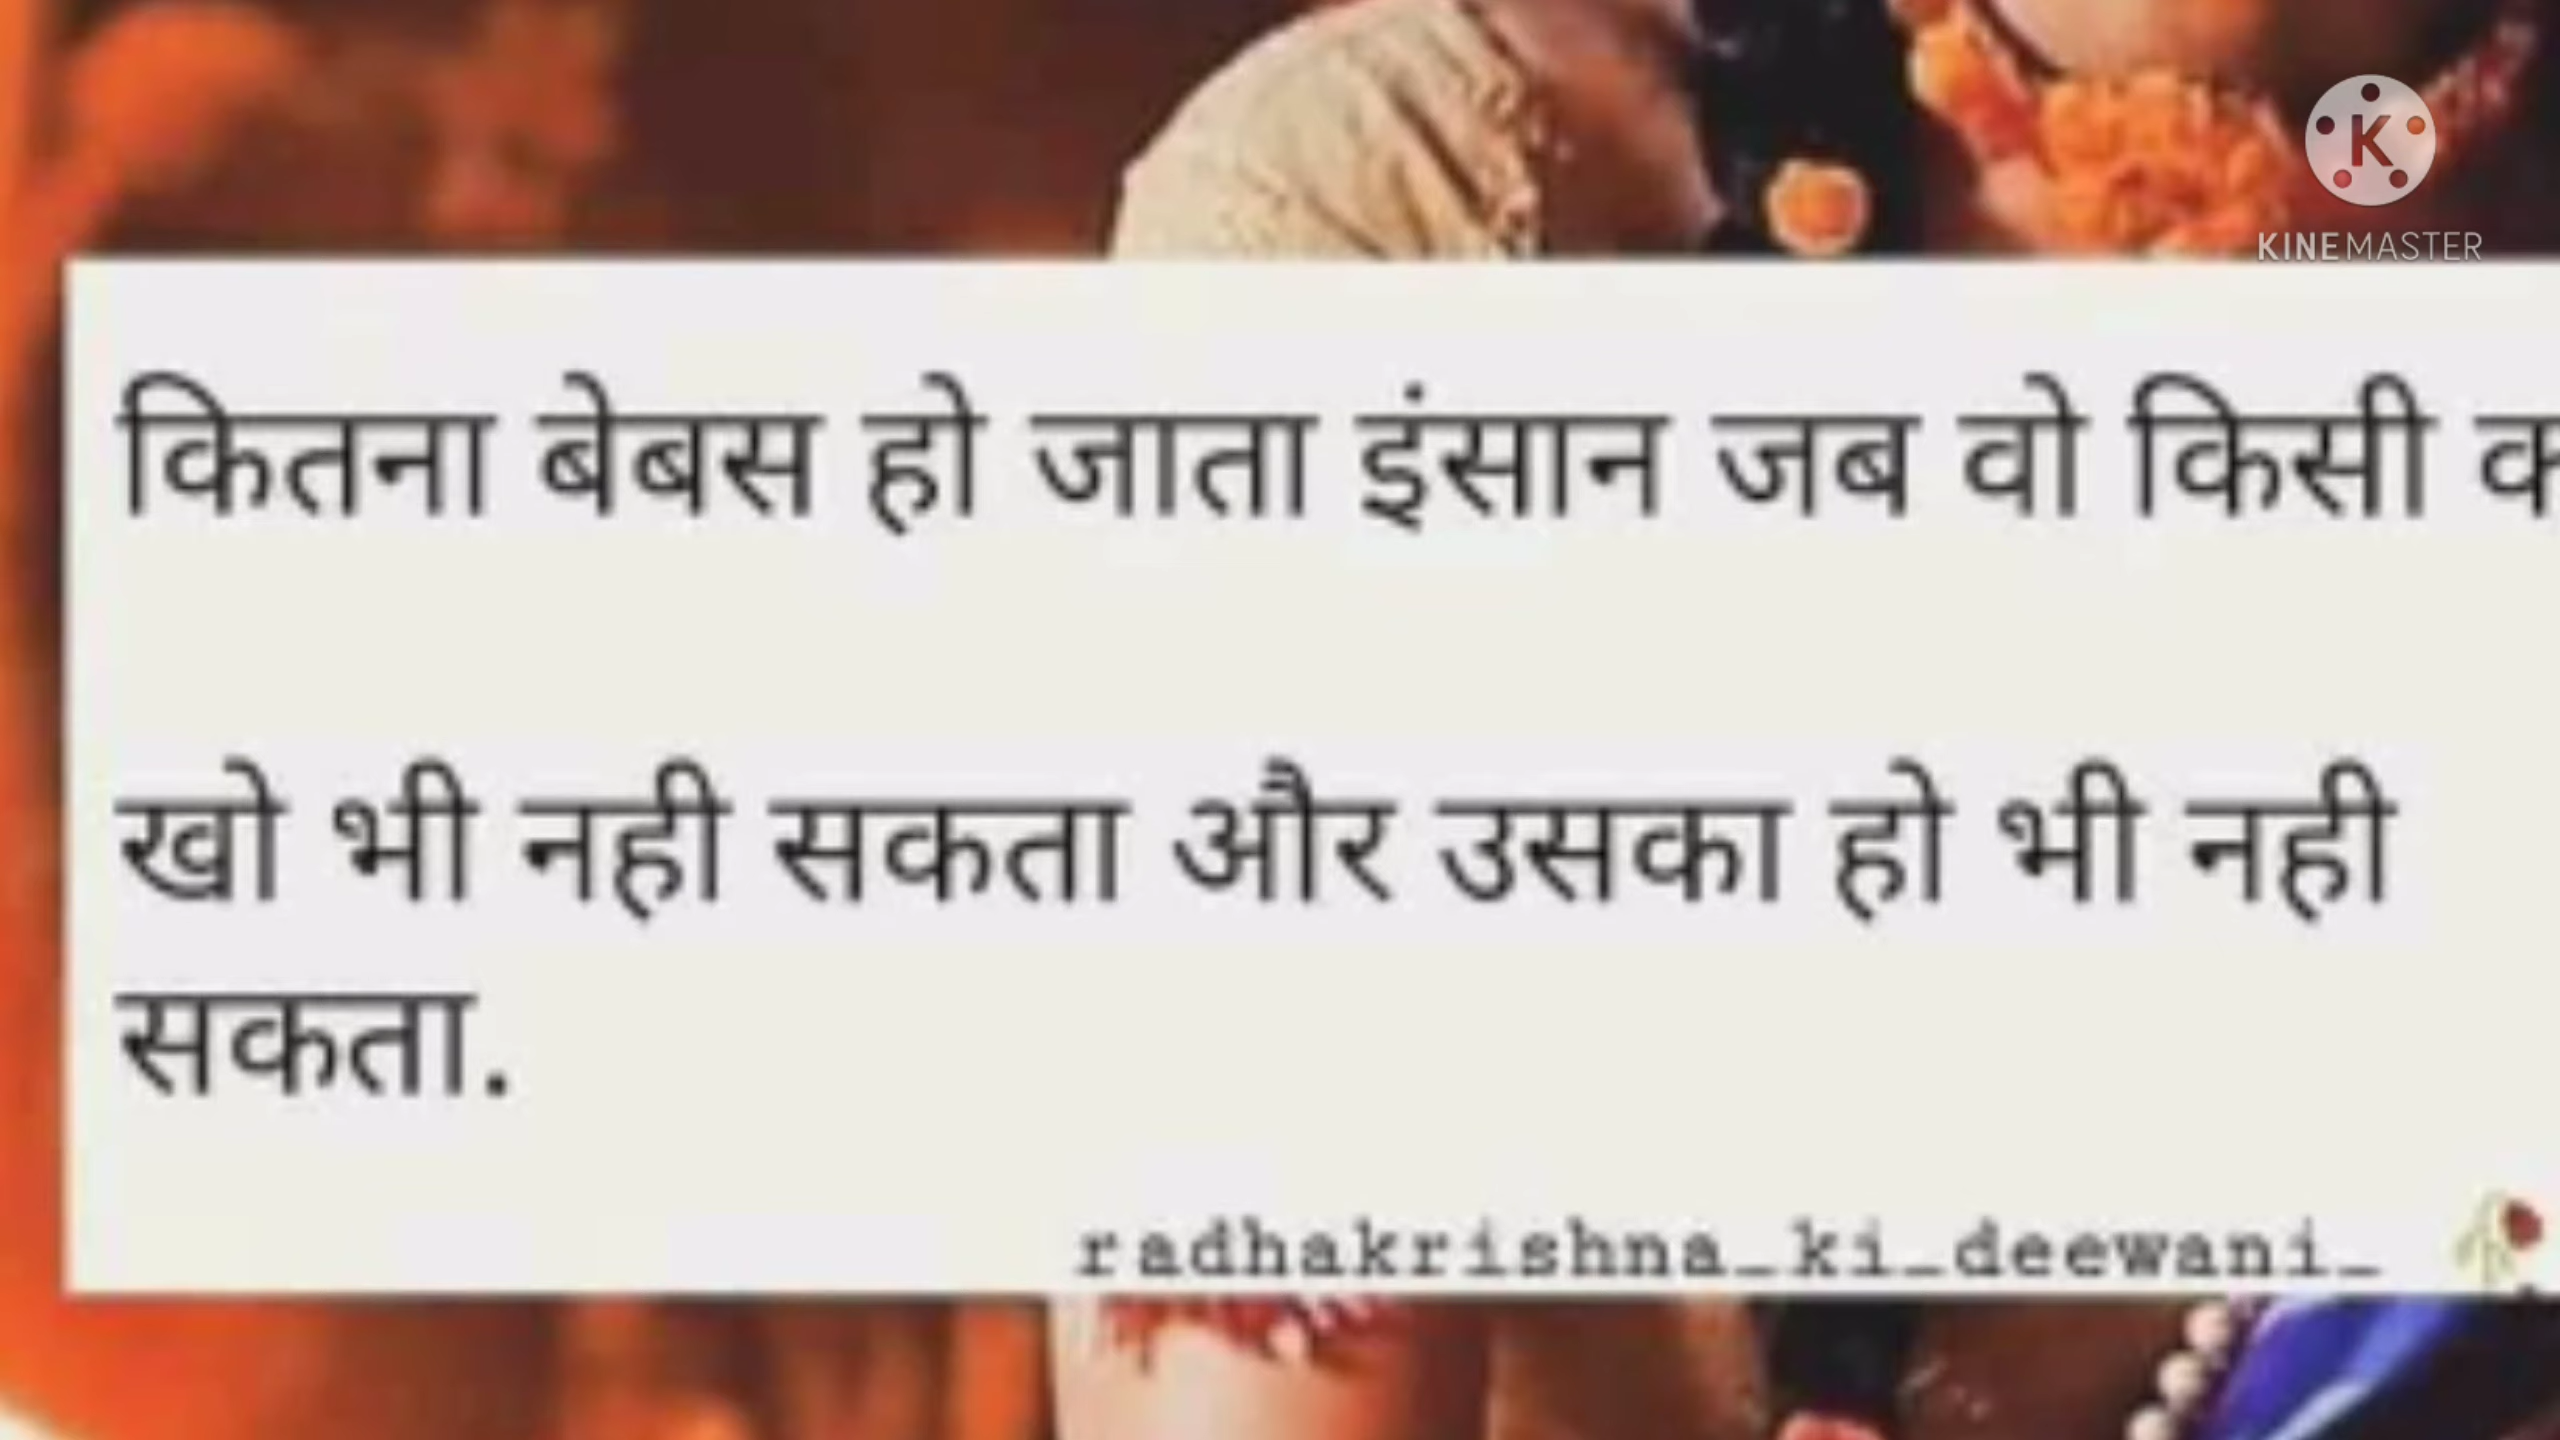 KINEMASTER
कितना बेबस हो जाता इंसान जब वो किसी
खो भी नही सकता और उसका हो भी नही
सकता.
radhakrishna_ki_deewani_